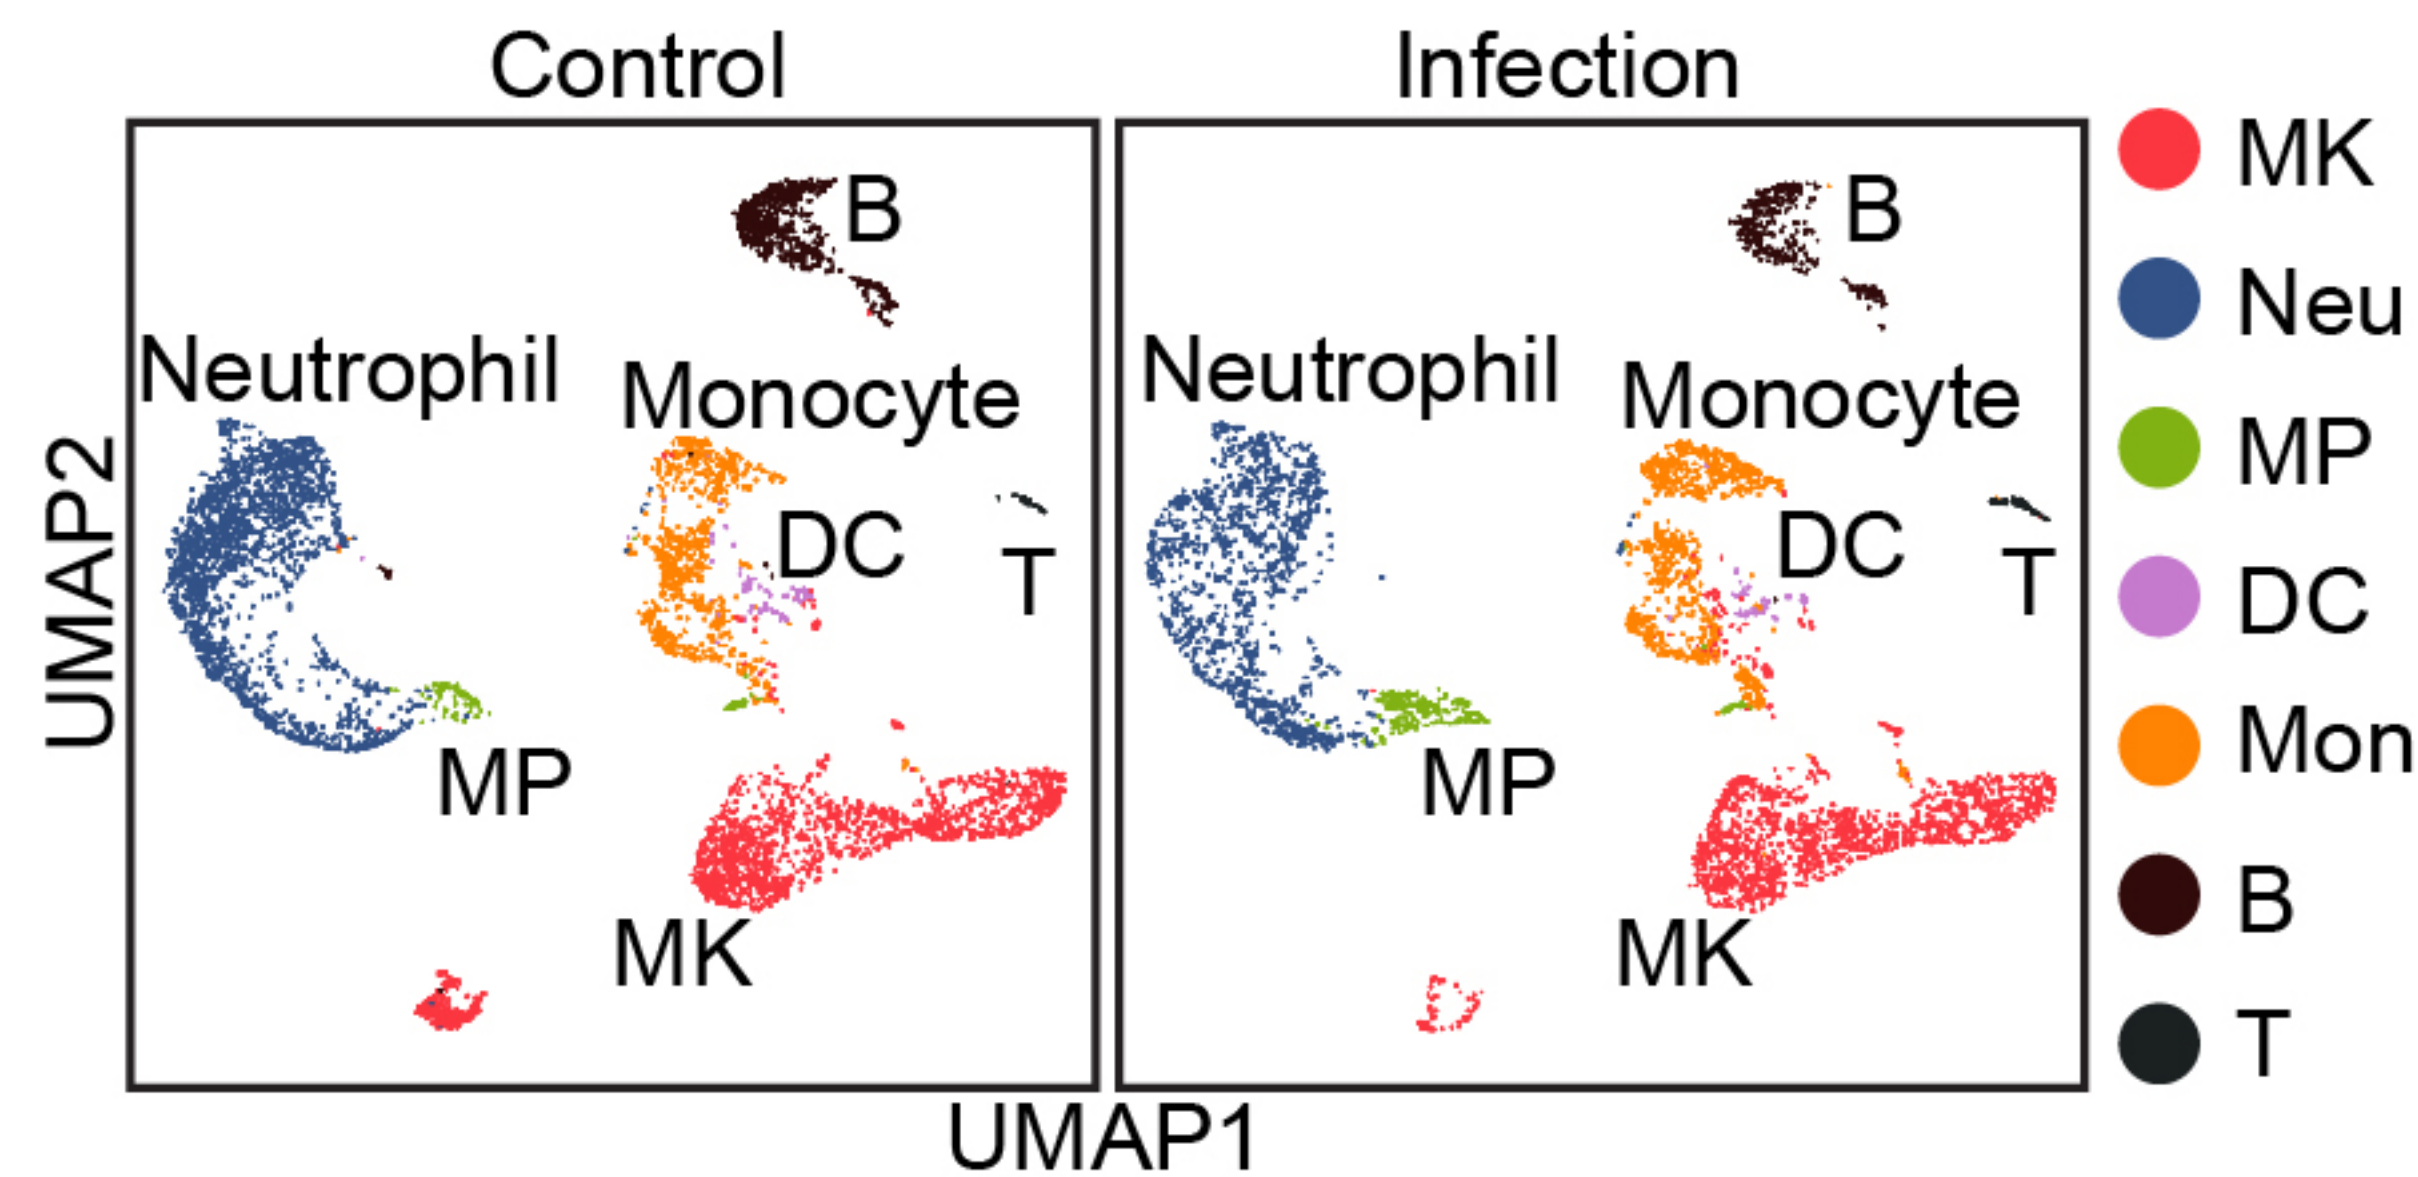 Control
Infection
UMAP2
B
Neutrophil
Monocyte
DC
T
MP
MK
B
Neutrophil
Monocyte
DC
T
MP
MK
UMAP1
MK
Neu
MP
DC
Mon
B
T